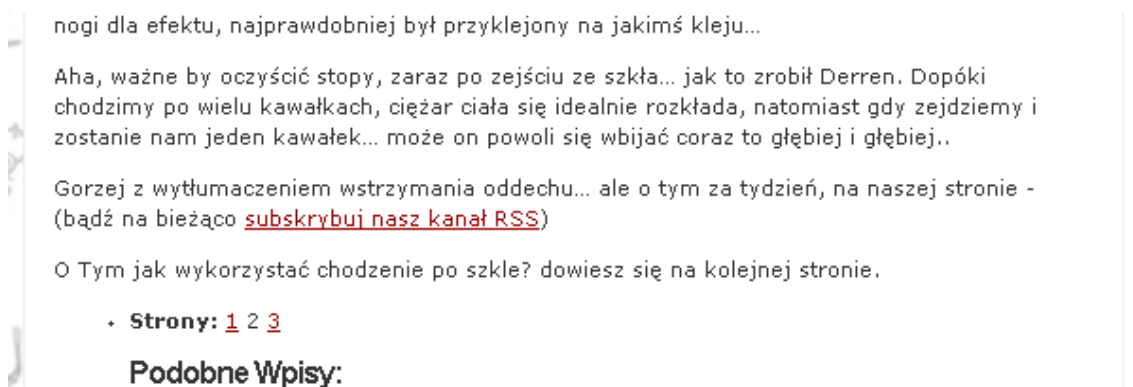 nogi dla efektu, najprawdobniej był przyklejony na jakimś kleju...
Aha, ważne by oczyścić stopy, zaraz po zejściu ze szkła... jak to zrobił Derren. Dopóki
chodzimy po wielu kawałkach, ciężar ciała się idealnie rozkłada, natomiast gdy zejdziemy i
zostanie nam jeden kawałek... może on powoli się wbijać coraz to głębiej i głębiej..
Gorzej z wytłumaczeniem wstrzymania oddechu... ale o tym za tydzień, na naszej stronie -
(bądź na bieżąco subskrybuj nasz kanał RSS)
O Tym jak wykorzystać chodzenie po szkle? dowiesz się na kolejnej stronie.
• Strony: 1 2 3
Podobne Wpisy: